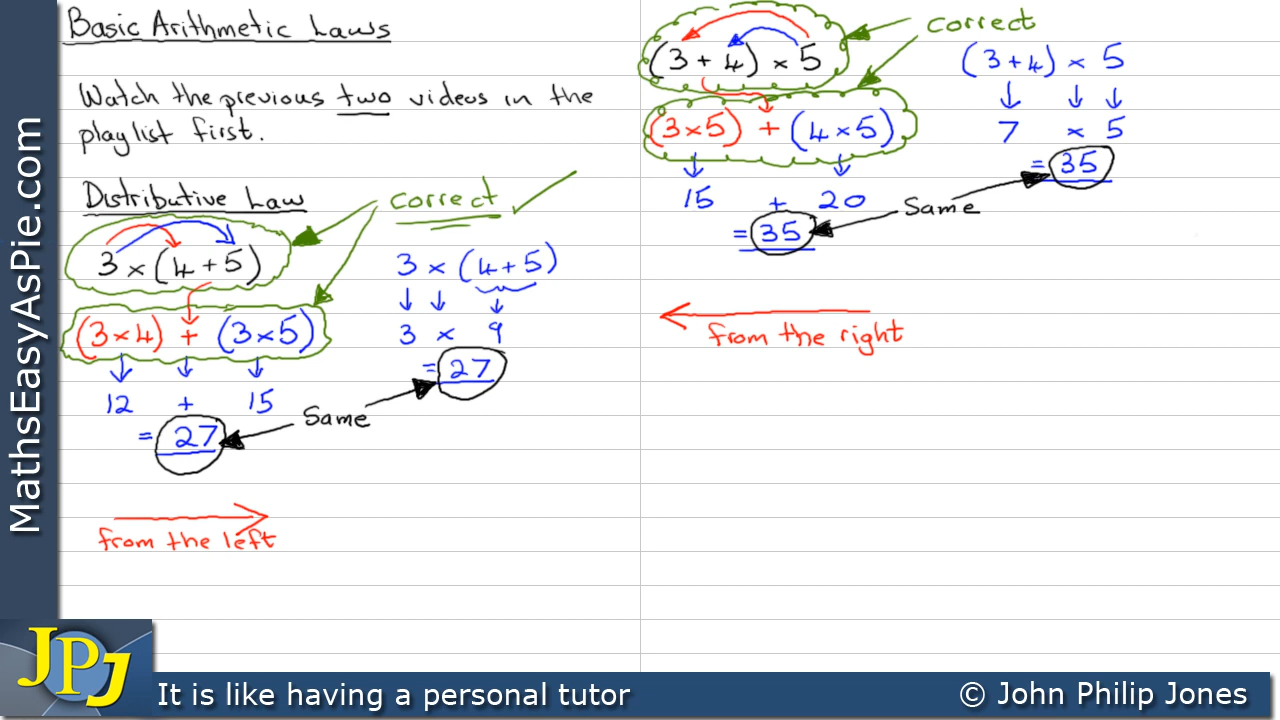 Basic Arithmetic Laws
Watch the previous two videos in the
playlist first.
Distributive Law
correct
3 × (4 + 5)
(3 × 4) + (3 × 5)
12 + 15
= 27
3 × (4 + 5)
3 × 9
= 27
Same
from the left
(3 + 4) × 5
correct
(3 × 5) + (4 × 5)
15 + 20
= 35
(3 + 4) × 5
7 × 5
= 35
Same
from the right
MathsEasyAsPie.com
JPJ
It is like having a personal tutor
© John Philip Jones